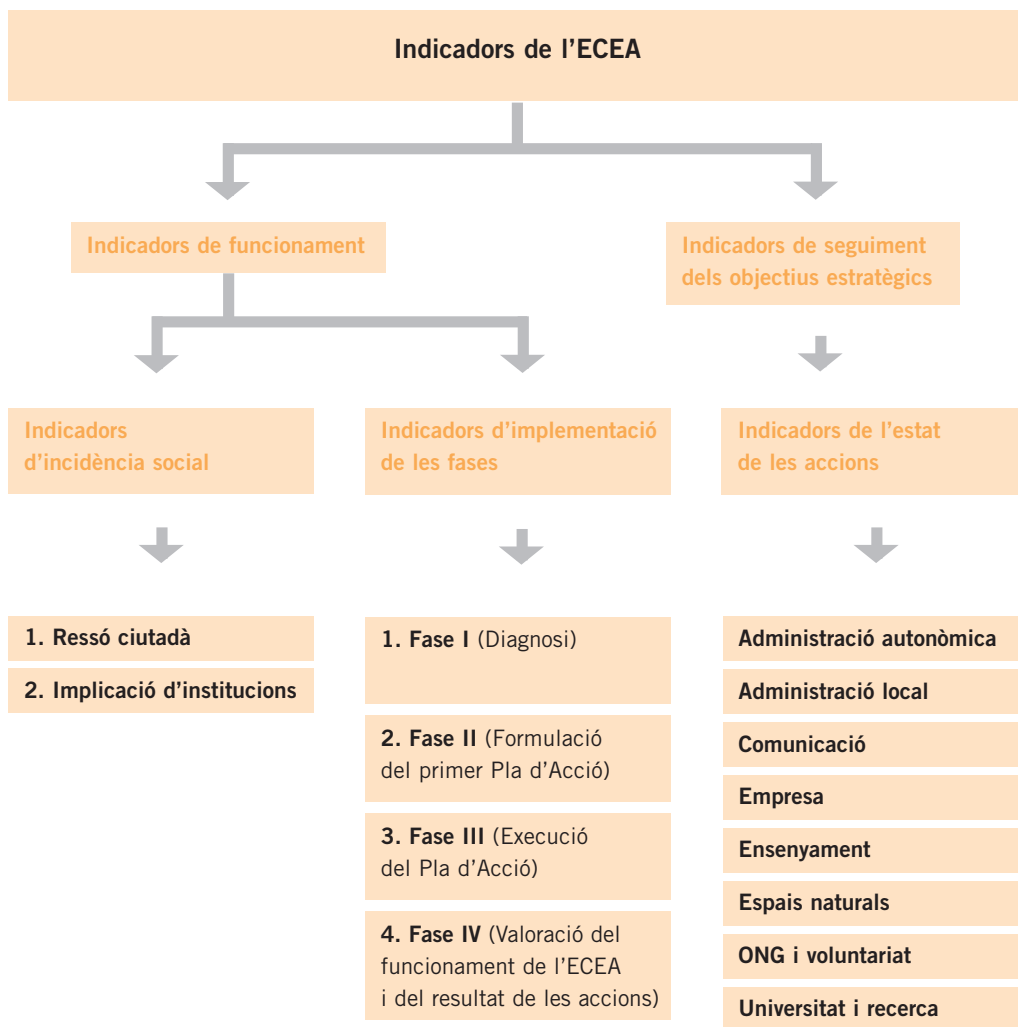 Indicadors de l’ECEA
Indicadors de funcionament
Indicadors de seguiment
dels objectius estratègics
Indicadors
d’incidència social
Indicadors d’implementació
de les fases
Indicadors de l’estat
de les accions
1. Ressó ciutadà
2. Implicació d’institucions
1. Fase I (Diagnosi)
2. Fase II (Formulació
del primer Pla d’Acció)
3. Fase III (Execució
del Pla d’Acció)
4. Fase IV (Valoració del
funcionament de l’ECEA
i del resultat de les accions)
Administració autonòmica
Administració local
Comunicació
Empresa
Ensenyament
Espais naturals
ONG i voluntariat
Universitat i recerca